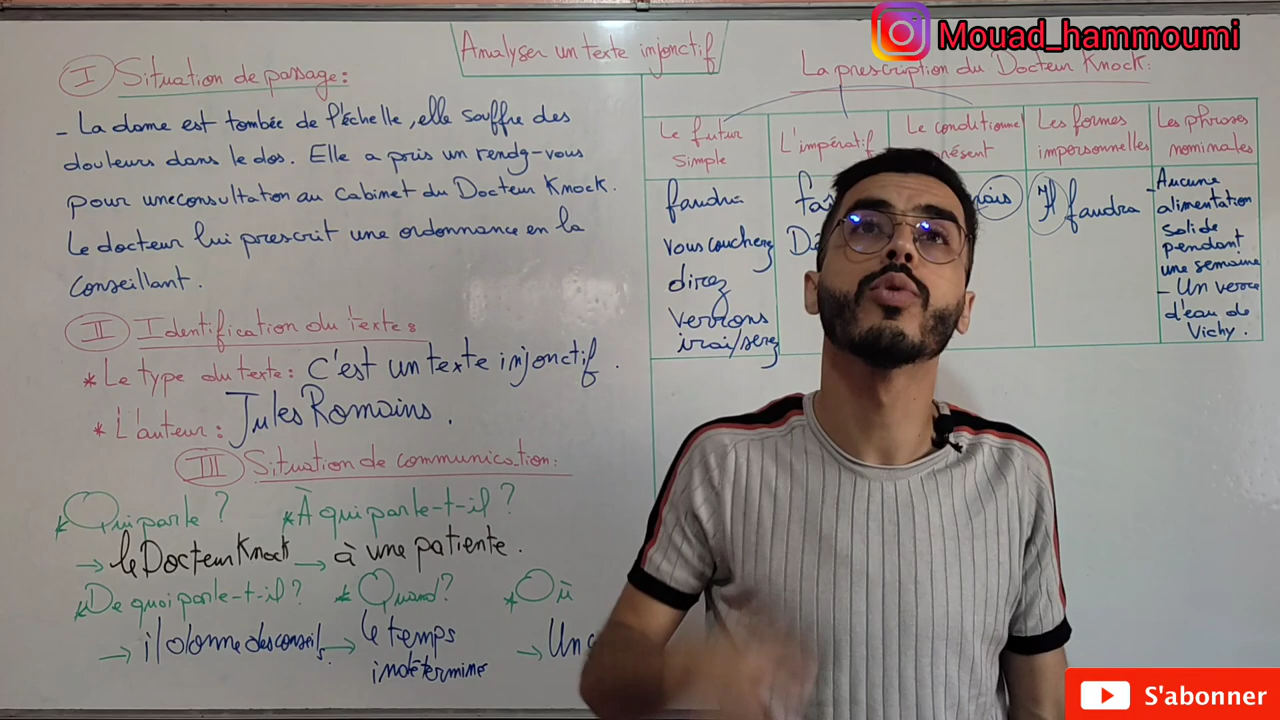 Mouad_hammoumi
Analyser un texte injonctif
I Situation de passage:
- La dame est tombée de l'échelle, elle souffre des
douleurs dans le dos. Elle a pris un rendz-vous
pour une consultation au cabinet du Docteur Knock.
Le docteur lui prescrit une ordonnance en la
conseillant.
II Identification du texte:
* Le type du texte: C'est un texte injonctif.
* L'auteur: Jules Romains.
III Situation de communication:
* Qui parle? * À qui parle-t-il?
→ le Docteur Knock → à une patiente.
* De quoi parle-t-il? * Quand? * Où
→ il donne des conseils. → le temps
indéterminé
→ Un
La prescription du Docteur Knock:
Le futur
simple
faudra
vous coucherez
direz
verrons
irai/serez
L'impératif
Le conditionnel
Les formes
impersonnelles
Il faudra
Les phrases
nominales
- Aucune
alimentation
solide
pendant
une semaine
- Un verre
d'eau de
Vichy.
S'abonner